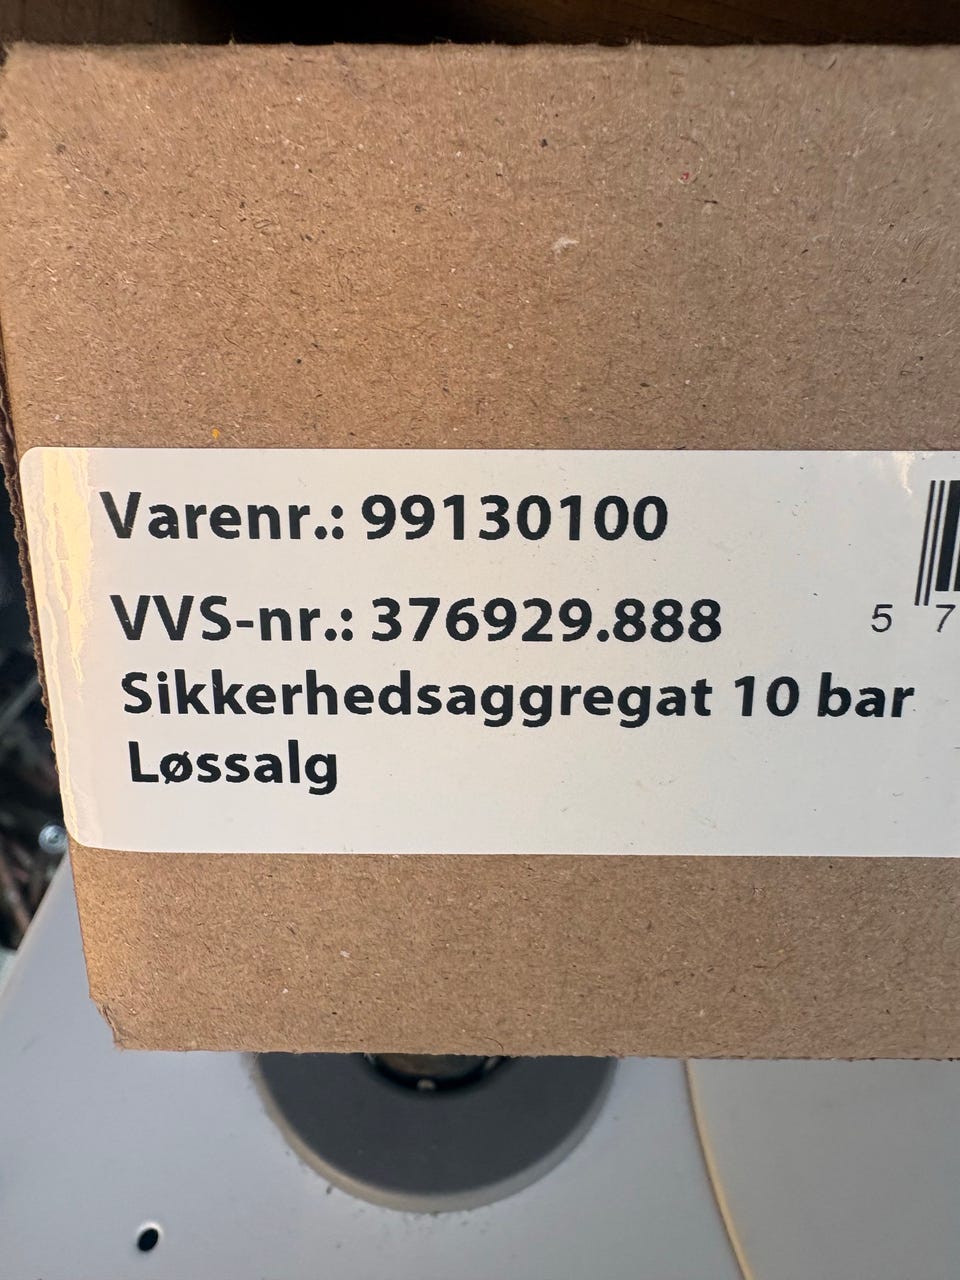 Varenr.: 99130100
VVS-nr.: 376929.888
Sikkerhedsaggregat 10 bar
Løssalg
5 7